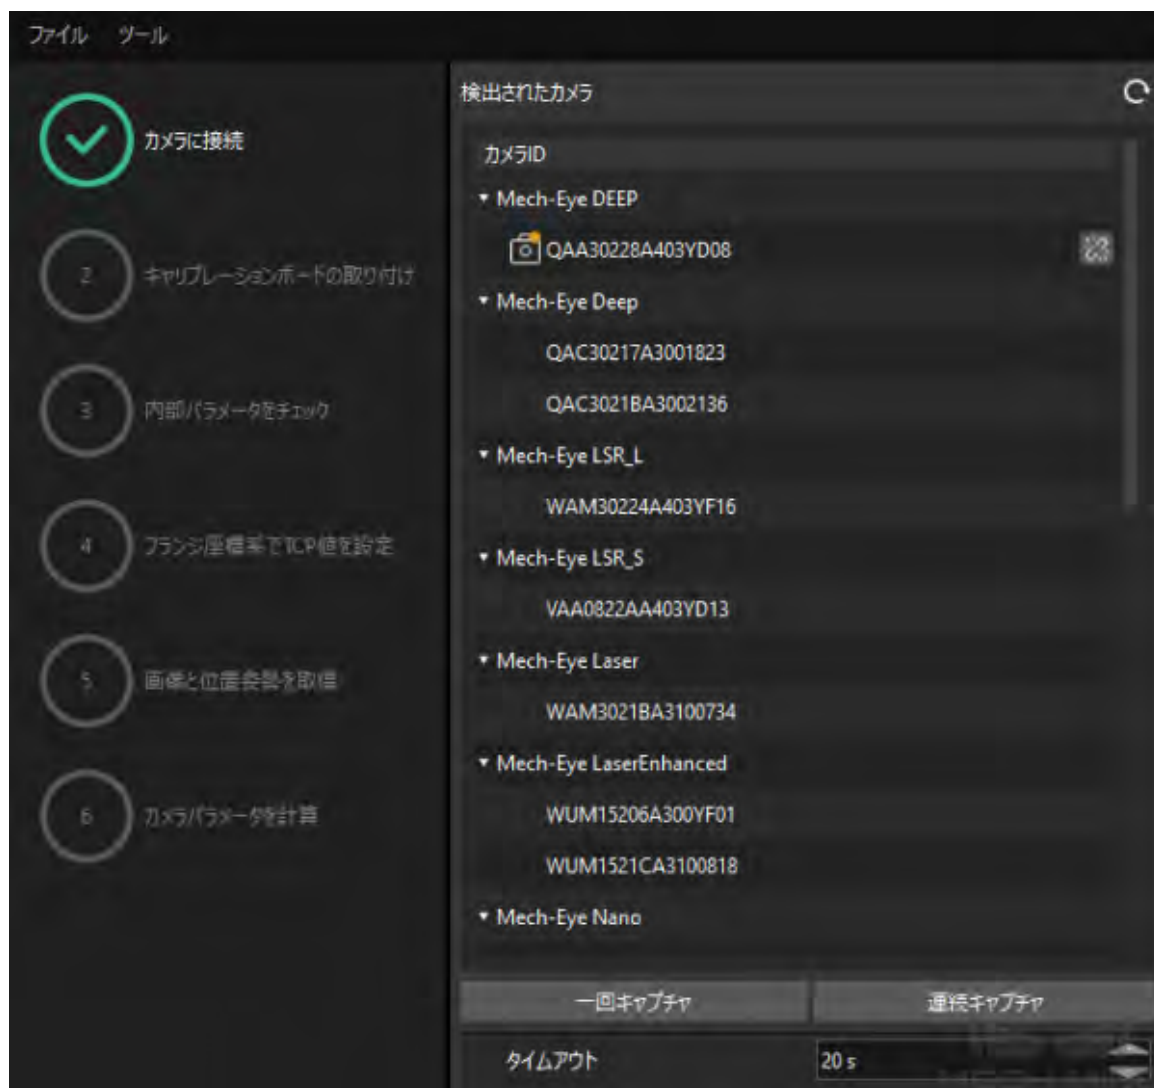 ファイル ツール
カメラに接続
2 キャリブレーションボードの取り付け
3 内部パラメータをチェック
4 フランジ座標系でTCP値を設定
5 画像と位置姿勢を取得
6 カメラパラメータを計算
検出されたカメラ
カメラID
Mech-Eye DEEP
QAA30228A403YD08
Mech-Eye Deep
QAC30217A3001823
QAC3021BA3002136
Mech-Eye LSR_L
WAM30224A403YF16
Mech-Eye LSR_S
VAA0822AA403YD13
Mech-Eye Laser
WAM3021BA3100734
Mech-Eye LaserEnhanced
WUM15206A300YF01
WUM1521CA3100818
Mech-Eye Nano
一回キャプチャ 連続キャプチャ
タイムアウト 20 s